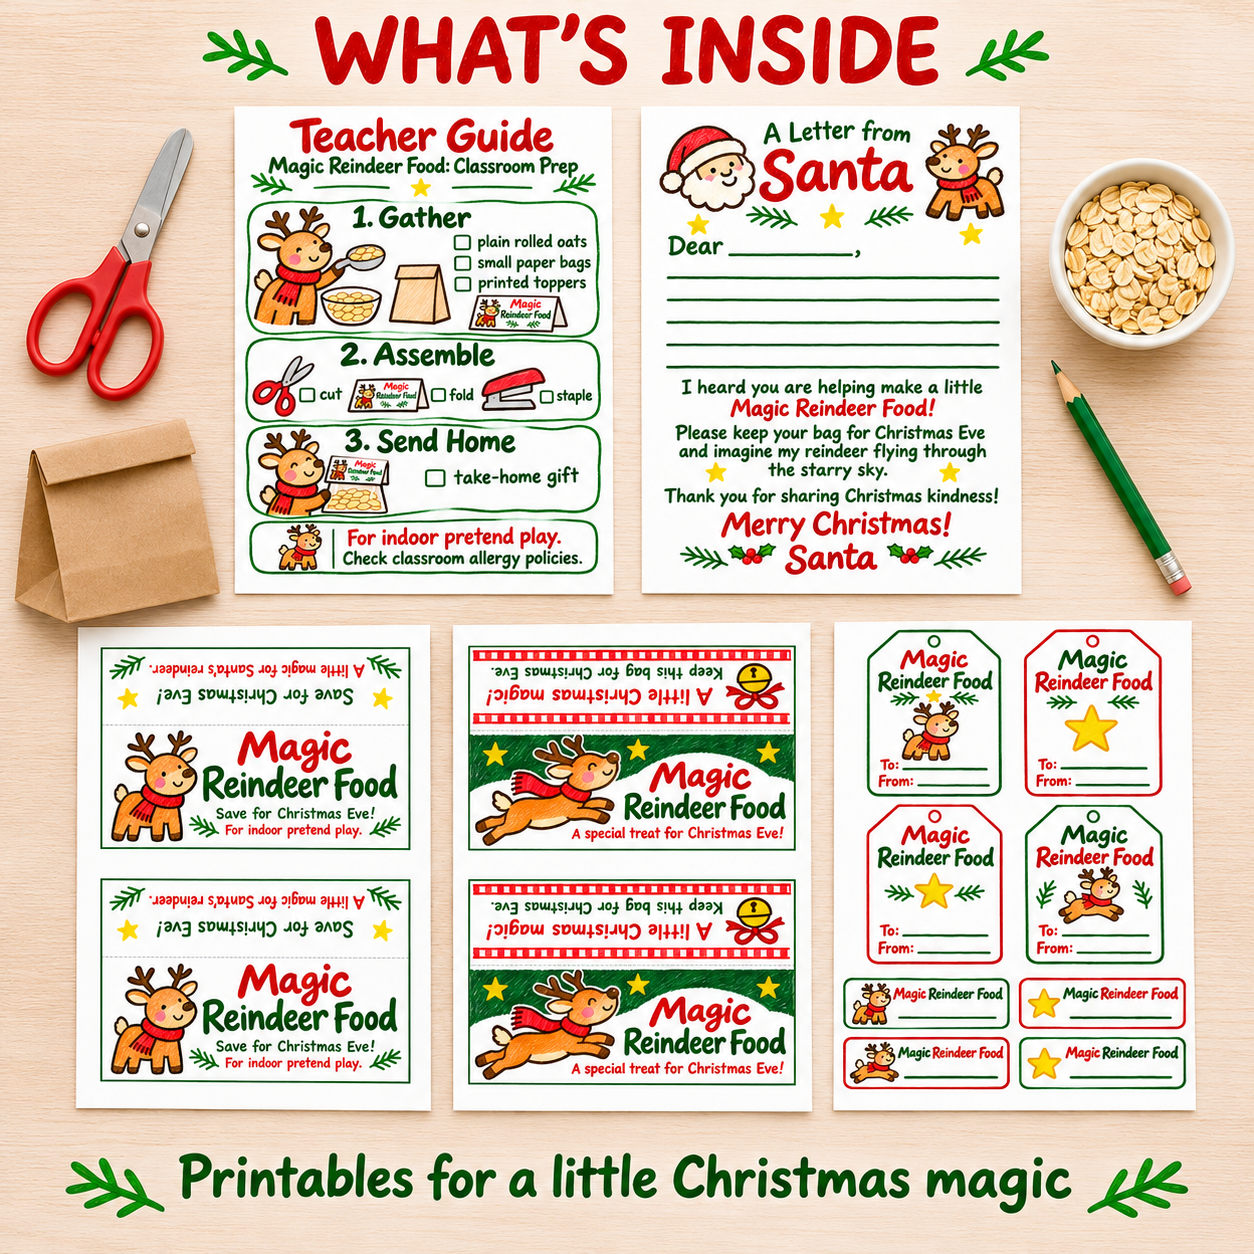 WHAT'S INSIDE
Teacher Guide
Magic Reindeer Food: Classroom Prep
1. Gather
plain rolled oats
small paper bags
printed toppers
Magic
Reindeer Food
2. Assemble
cut
Magic
Reindeer Food
fold
staple
3. Send Home
Magic
Reindeer Food
take-home gift
For indoor pretend play.
Check classroom allergy policies.
A Letter from
Santa
Dear ,
I heard you are helping make a little
Magic Reindeer Food!
Please keep your bag for Christmas Eve
and imagine my reindeer flying through
the starry sky.
Thank you for sharing Christmas kindness!
Merry Christmas!
Santa
A little magic for Santa's reindeer.
Save for Christmas Eve!
Magic
Reindeer Food
Save for Christmas Eve!
For indoor pretend play.
A little magic for Santa's reindeer.
Save for Christmas Eve!
Magic
Reindeer Food
Save for Christmas Eve!
For indoor pretend play.
Keep this bag for Christmas Eve.
A little Christmas magic!
Magic
Reindeer Food
A special treat for Christmas Eve!
Keep this bag for Christmas Eve.
A little Christmas magic!
Magic
Reindeer Food
A special treat for Christmas Eve!
Magic
Reindeer Food
To:
From:
Magic
Reindeer Food
To:
From:
Magic
Reindeer Food
To:
From:
Magic
Reindeer Food
To:
From:
Magic Reindeer Food
Magic Reindeer Food
Magic Reindeer Food
Magic Reindeer Food
Printables for a little Christmas magic